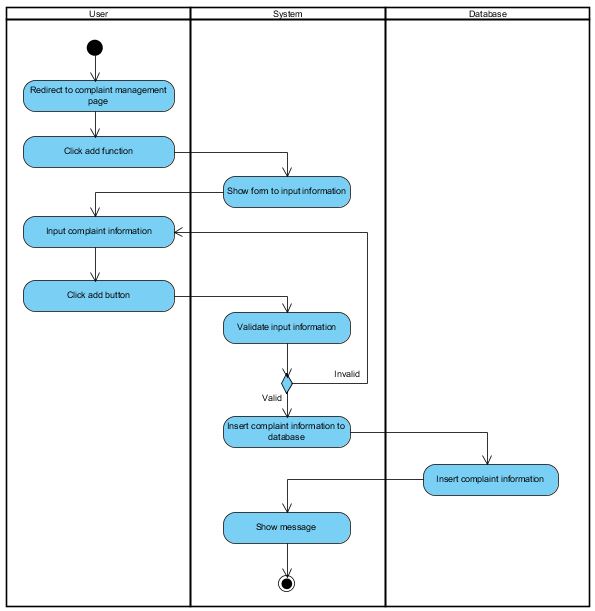 User
System
Database
Redirect to complaint management
page
Click add function
Show form to input information
Input complaint information
Click add button
Validate input information
Invalid
Valid
Insert complaint information to
database
Insert complaint information
Show message